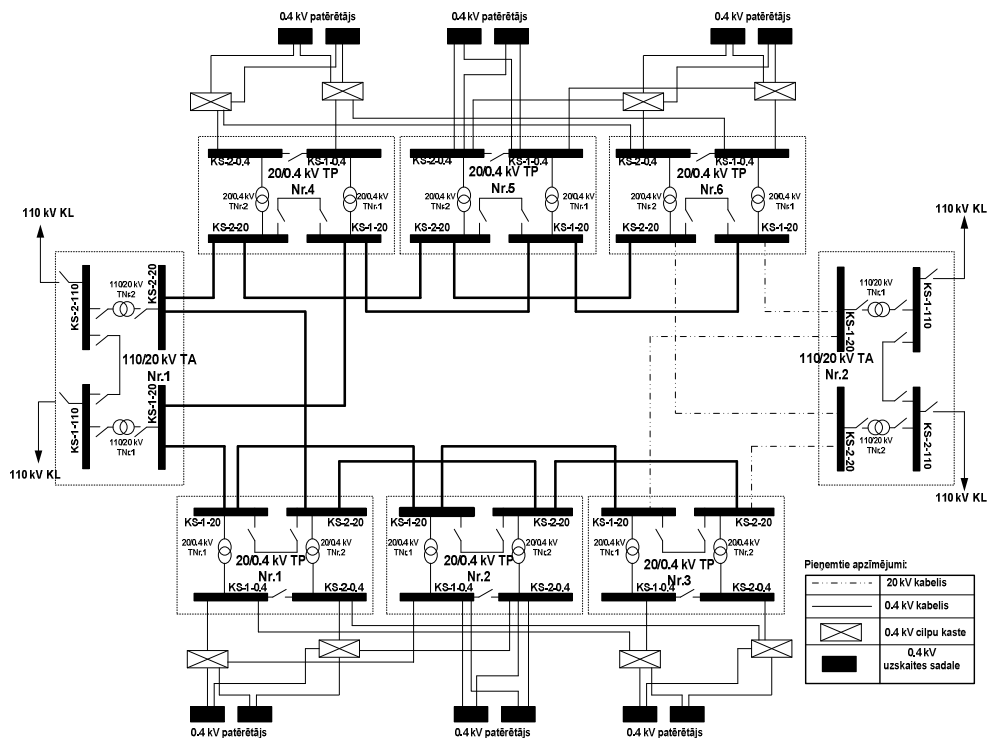 0.4 kV patērētājs
0.4 kV patērētājs
0.4 kV patērētājs
KS-2-0,4
KS-1-0.4
20/0.4 kV TP
Nr.4
20/0.4 kV
TNr.2
20/0.4 kV
TNr.1
KS-2-20
KS-1-20
KS-2-0,4
KS-1-0,4
20/0.4 kV TP
Nr.5
20/0.4 kV
TNr.2
20/0.4 kV
TNr.1
KS-2-20
KS-1-20
KS-2-0.4
KS-1-0.4
20/0.4 kV TP
Nr.6
20/0.4 kV
TNr.2
20/0.4 kV
TNr.1
KS-2-20
KS-1-20
110 kV KL
110/20 kV
TNr.2
KS-2-110
KS-2-20
110/20 kV TA
Nr.1
KS-1-110
KS-1-20
110/20 kV
TNr.1
110 kV KL
110 kV KL
110/20 kV
TNr.1
KS-1-20
KS-1-110
110/20 kV TA
Nr.2
110/20 kV
TNr.2
KS-2-20
KS-2-110
110 kV KL
KS-1-20
KS-2-20
20/0.4 kV
TNr.1
20/0.4 kV
TNr.2
20/0.4 kV TP
Nr.1
KS-1-0.4
KS-2-0,4
KS-1-20
KS-2-20
20/0.4 kV
TNr.1
20/0.4 kV
TNr.2
20/0.4 kV TP
Nr.2
KS-1-0.4
KS-2-0.4
KS-1-20
KS-2-20
20/0.4 kV
TNr.1
20/0.4 kV
TNr.2
20/0.4 kV TP
Nr.3
KS-1-0.4
KS-2-0.4
0.4 kV patērētājs
0.4 kV patērētājs
0.4 kV patērētājs
Pieņemtie apzīmējumi:
20 kV kabelis
0.4 kV kabelis
0.4 kV cilpu kaste
0.4 kV
uzskaites sadale